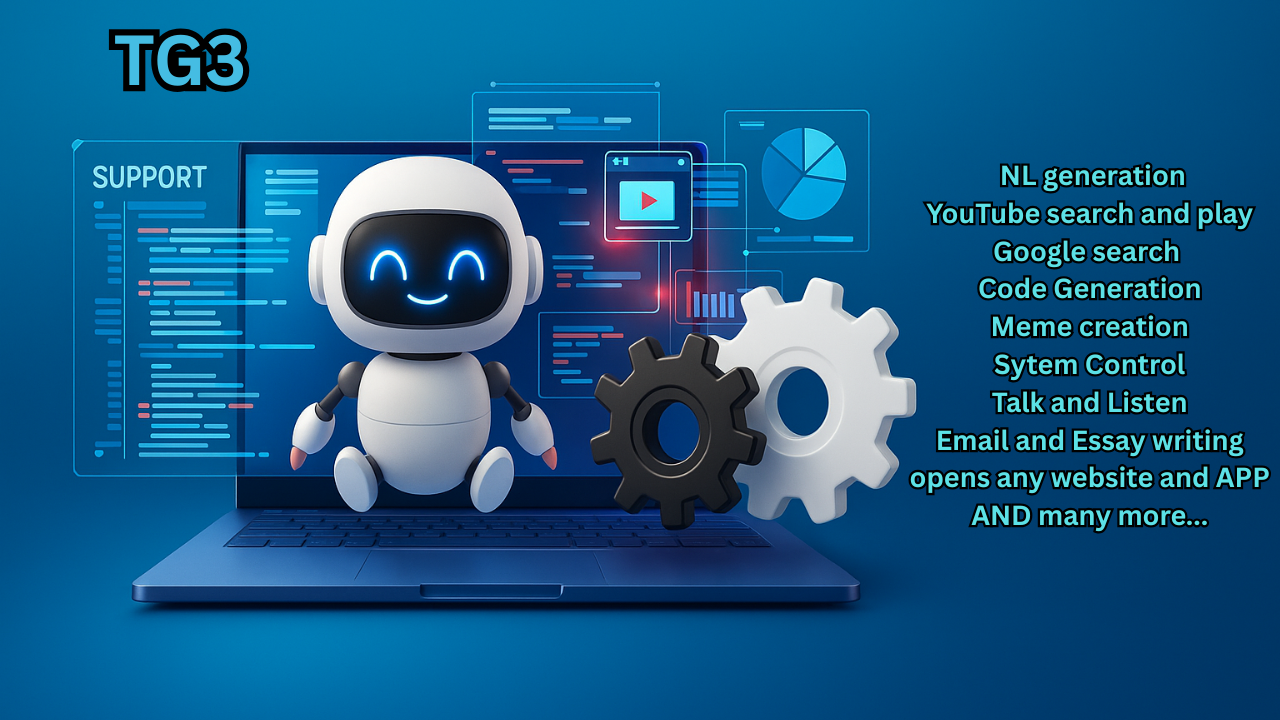 TG3
SUPPORT
NL generation
YouTube search and play
Google search
Code Generation
Meme creation
Sytem Control
Talk and Listen
Email and Essay writing
opens any website and APP
AND many more...